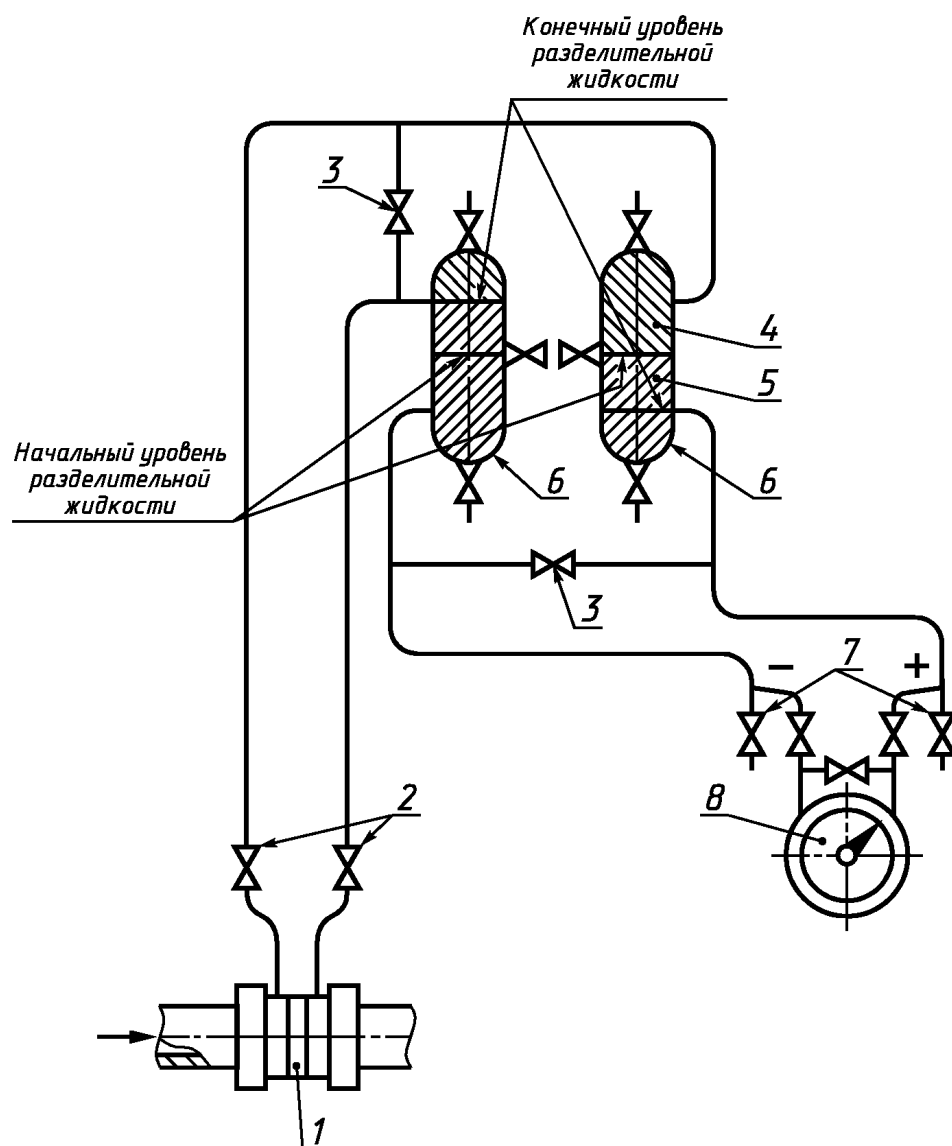 Конечный уровень
разделительной
жидкости
3
4
5
Начальный уровень
разделительной
жидкости
6
6
3
– 7 +
2
8
1